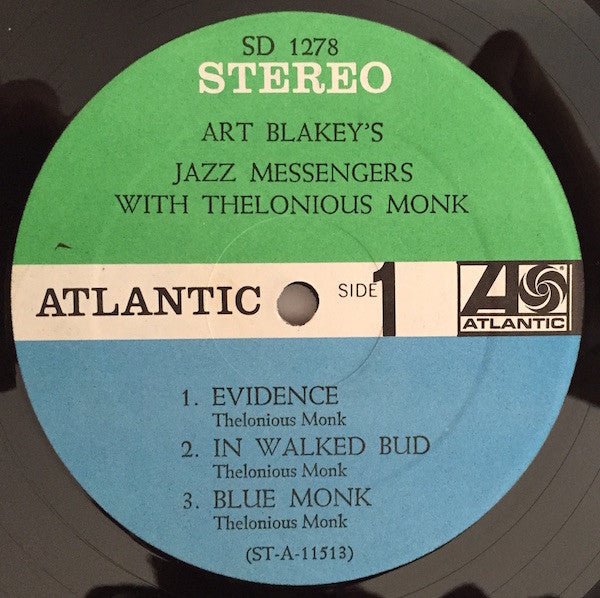 SD 1278
STEREO
ART BLAKEY'S
JAZZ MESSENGERS
WITH THELONIOUS MONK
ATLANTIC SIDE 1 A ATLANTIC
1. EVIDENCE
Thelonious Monk
2. IN WALKED BUD
Thelonious Monk
3. BLUE MONK
Thelonious Monk
(ST-A-11513)